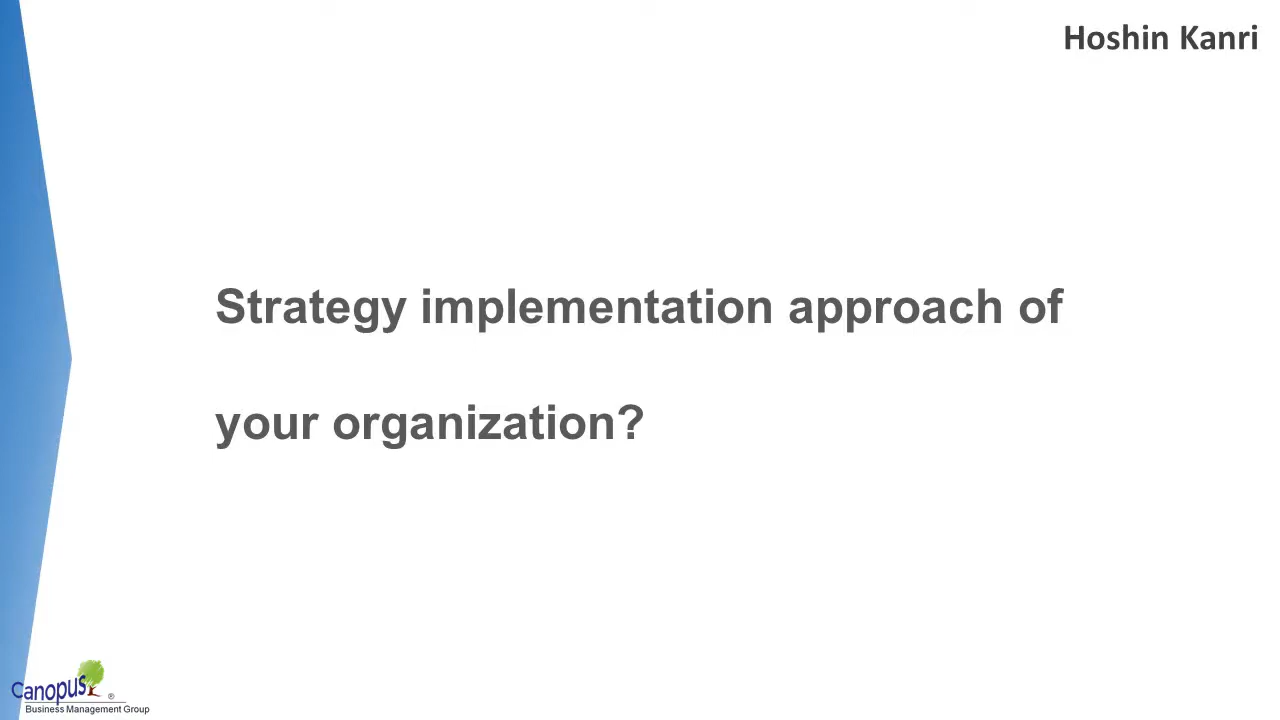 Hoshin Kanri
Strategy implementation approach of
your organization?
Canopus
®
Business Management Group